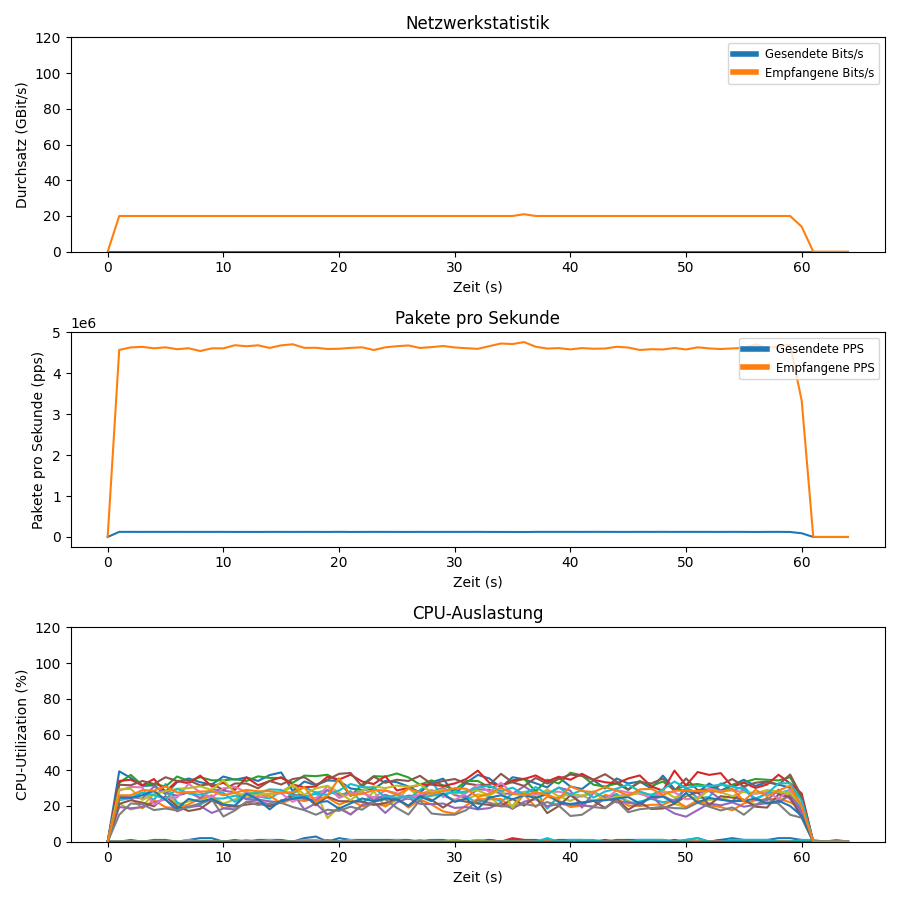 Netzwerkstatistik
120
100
80
60
40
20
0
Durchsatz (GBit/s)
Gesendete Bits/s
Empfangene Bits/s
0 10 20 30 40 50 60
Zeit (s)
Pakete pro Sekunde
1e6
5
4
3
2
1
0
Pakete pro Sekunde (pps)
Gesendete PPS
Empfangene PPS
0 10 20 30 40 50 60
Zeit (s)
CPU-Auslastung
120
100
80
60
40
20
0
CPU-Utilization (%)
0 10 20 30 40 50 60
Zeit (s)